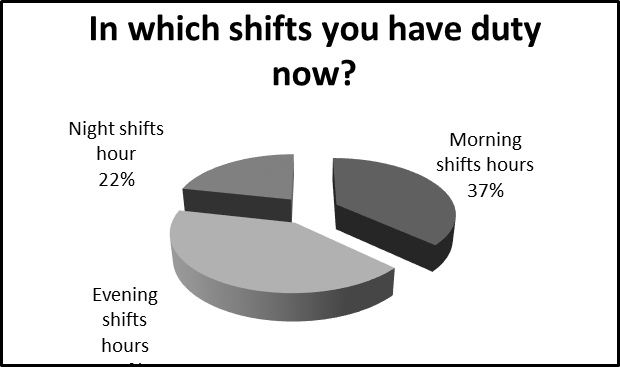 In which shifts you have duty
now?
Night shifts
hour
22%
Morning
shifts hours
37%
Evening
shifts
hours